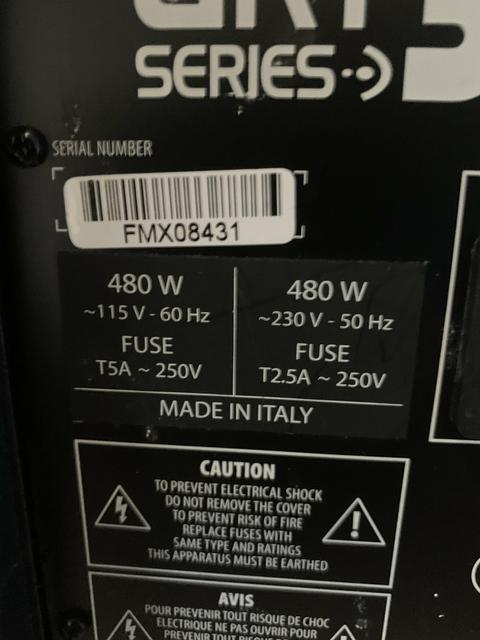 SERIES
SERIAL NUMBER
FMX08431
480 W
~115 V - 60 Hz
FUSE
T5A ~ 250V
480 W
~230 V - 50 Hz
FUSE
T2.5A ~ 250V
MADE IN ITALY
CAUTION
TO PREVENT ELECTRICAL SHOCK
DO NOT REMOVE THE COVER
TO PREVENT RISK OF FIRE
REPLACE FUSES WITH
SAME TYPE AND RATINGS
THIS APPARATUS MUST BE EARTHED
AVIS
POUR PREVENIR TOUT RISQUE DE CHOC
ELECTRIQUE NE PAS OUVRIR POUR
PREVENIR TOUT RISQUE